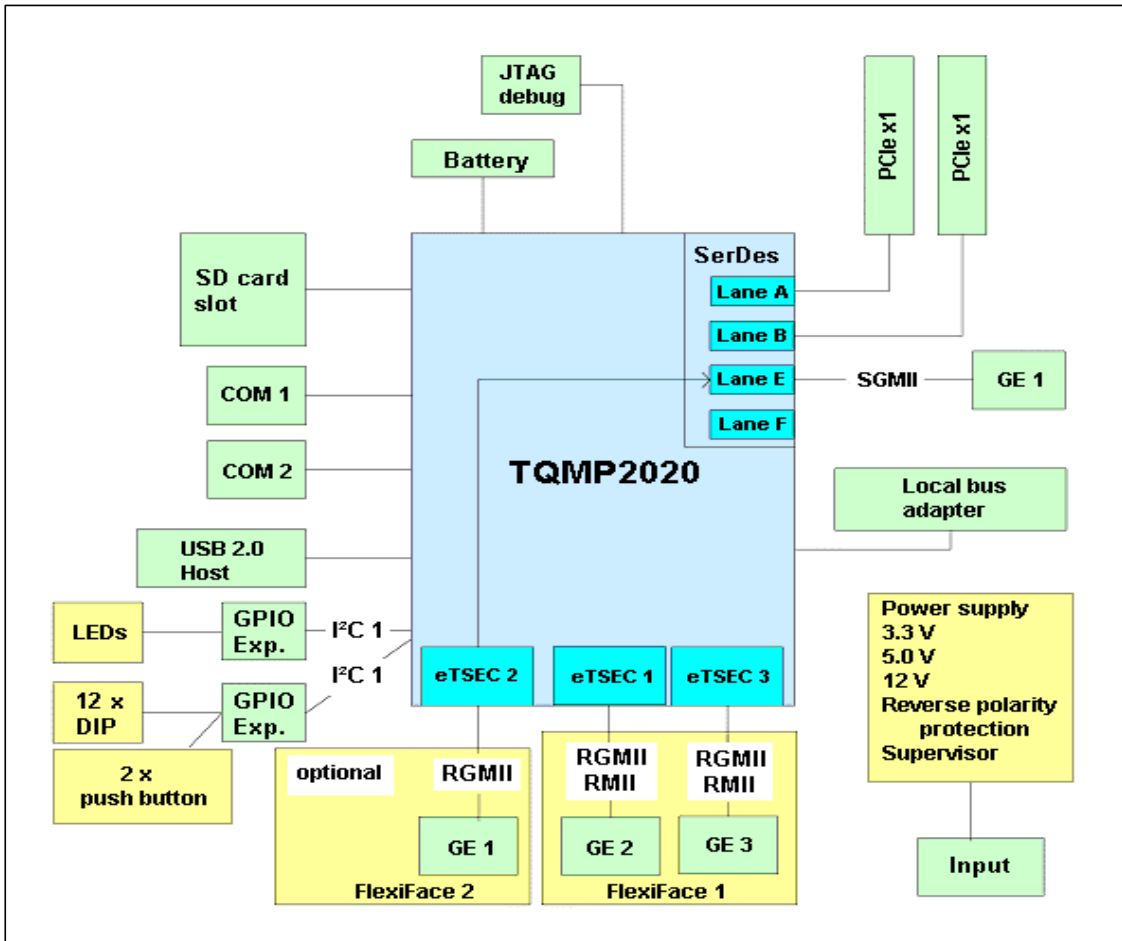 JTAG
debug
PCIe x1
PCIe x1
Battery
SerDes
SD card
slot
Lane A
Lane B
Lane E
SGMII
GE 1
COM 1
Lane F
COM 2
TQMP2020
Local bus
adapter
USB 2.0
Host
LEDs
GPIO
Exp.
I²C 1
I²C 1
12 x
DIP
GPIO
Exp.
2 x
push button
eTSEC 2
eTSEC 1
eTSEC 3
Power supply
3.3 V
5.0 V
12 V
Reverse polarity
protection
Supervisor
optional
RGMII
RGMII
RMII
RGMII
RMII
GE 1
GE 2
GE 3
FlexiFace 2
FlexiFace 1
Input